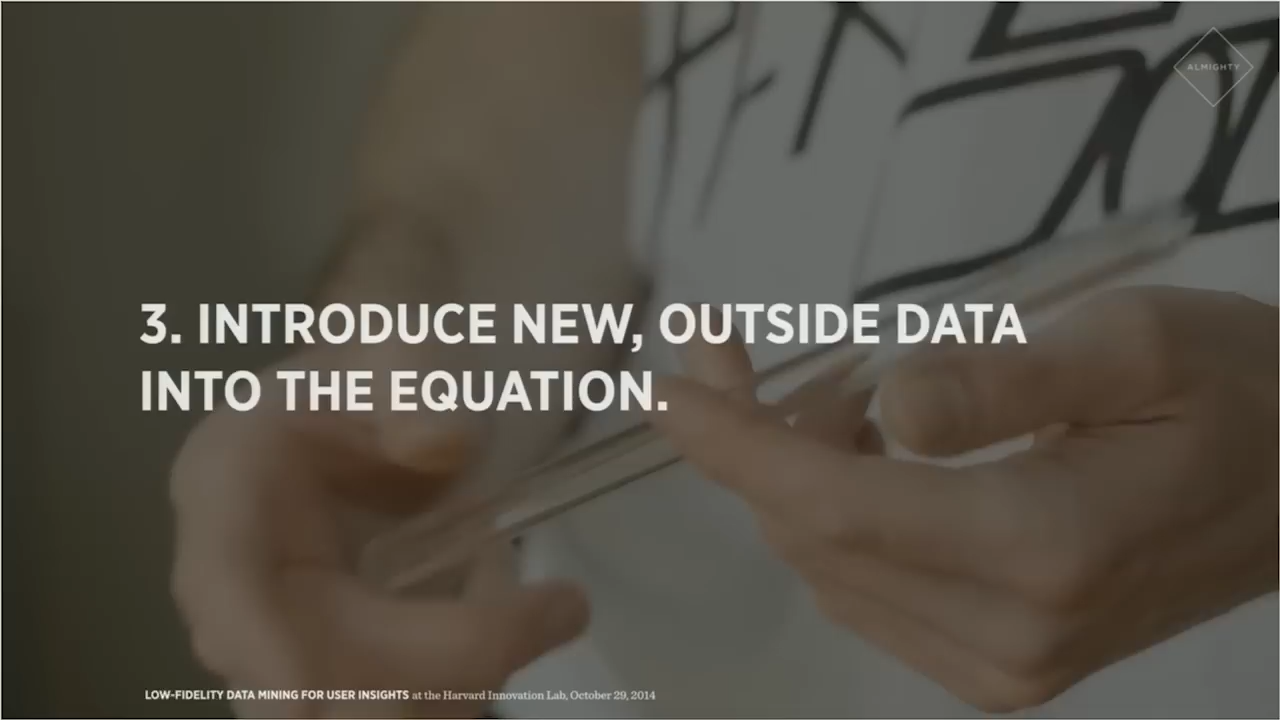 ALMIGHTY
3. INTRODUCE NEW, OUTSIDE DATA
INTO THE EQUATION.
LOW-FIDELITY DATA MINING FOR USER INSIGHTS at the Harvard Innovation Lab, October 29, 2014